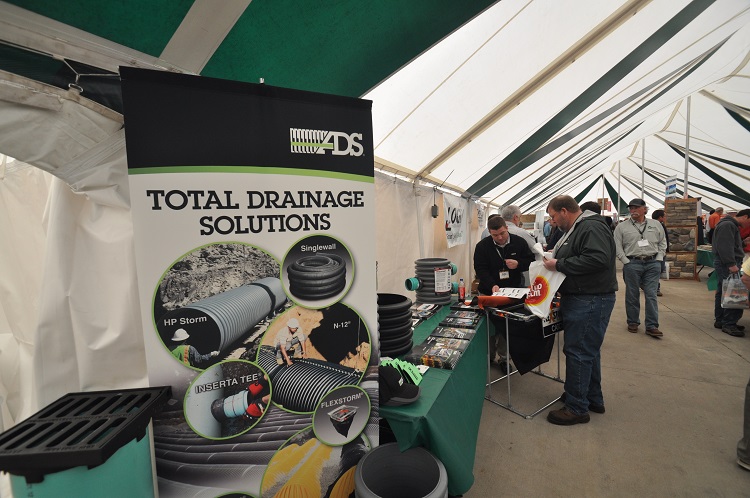 ADS
TOTAL DRAINAGE
SOLUTIONS
Singlewall
HP Storm
N-12®
INSERTA TEE®
FLEXSTORM®